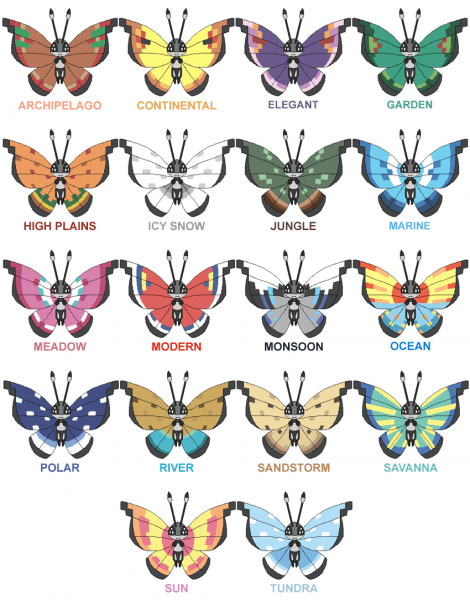 ARCHIPELAGO CONTINENTAL ELEGANT GARDEN
HIGH PLAINS ICY SNOW JUNGLE MARINE
MEADOW MODERN MONSOON OCEAN
POLAR RIVER SANDSTORM SAVANNA
SUN TUNDRA